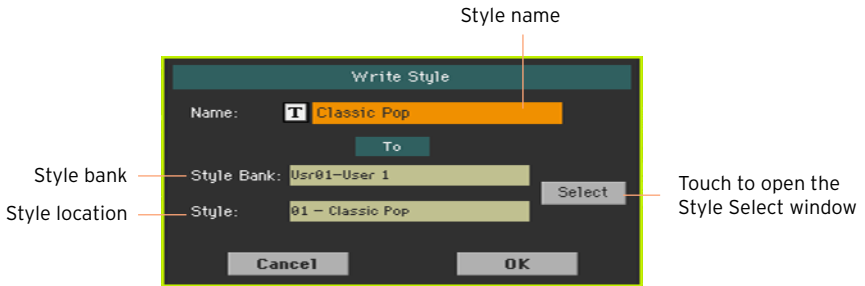 Style name
Write Style
Name: T Classic Pop
To
Style bank
Style Bank: Usr01-User 1
Select
Touch to open the
Style Select window
Style location
Style: 01 - Classic Pop
Cancel OK